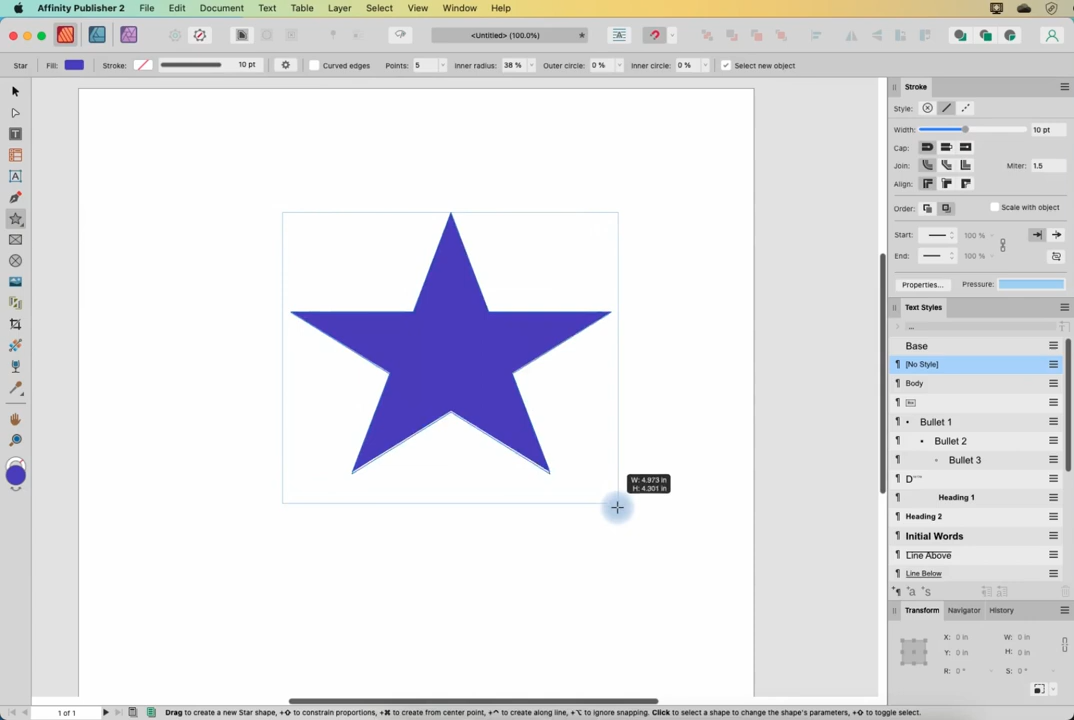 Affinity Publisher 2 File Edit Document Text Table Layer Select View Window Help
<Untitled> (100.0%)
Star Fill: Stroke: 10 pt Curved edges Points: 5 Inner radius: 38 % Outer circle: 0 % Inner circle: 0 % Select new object
Stroke
Style:
Width: 10 pt
Cap:
Join: Miter: 1.5
Align:
Order: Scale with object
Start: 100 %
End: 100 %
Properties... Pressure:
Text Styles
Base
[No Style]
Body
Bullet 1
Bullet 2
Bullet 3
Heading 1
Heading 2
Initial Words
Line Above
Line Below
W: 4.973 in
H: 4.301 in
Transform Navigator History
X: 0 in W: 0 in
Y: 0 in H: 0 in
R: 0 ° S: 0 °
1 of 1
Drag to create a new Star shape, +⇧ to constrain proportions, +⌘ to create from center point, +^ to create along line, +⌥ to ignore snapping. Click to select a shape to change the shape's parameters, +⇧ to toggle select.